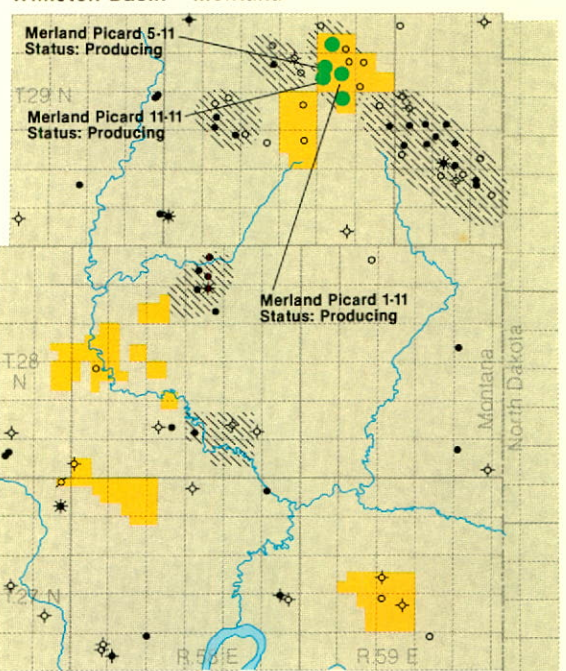 Merland Picard 5-11
Status: Producing
T.29 N
Merland Picard 11-11
Status: Producing
Merland Picard 1-11
Status: Producing
T.28
N
Montana
North Dakota
T.27 N
R.58 E
R.59 E